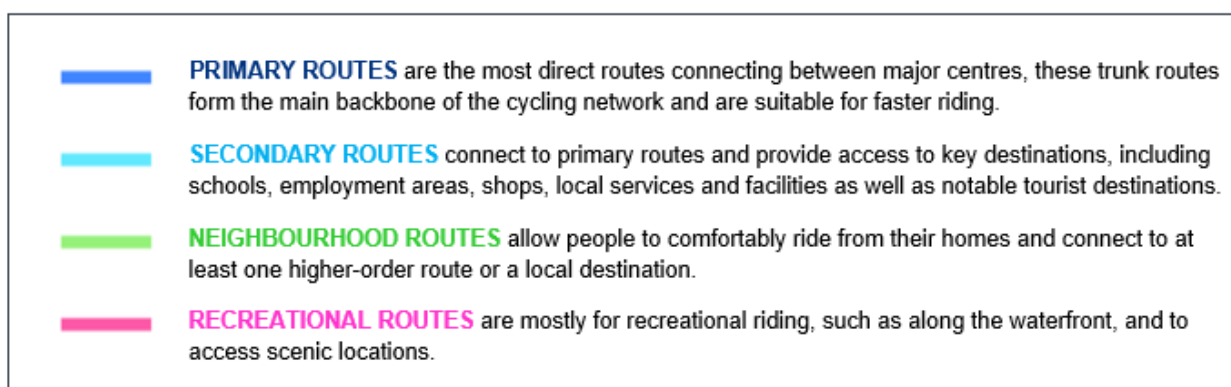 PRIMARY ROUTES are the most direct routes connecting between major centres, these trunk routes
form the main backbone of the cycling network and are suitable for faster riding.
SECONDARY ROUTES connect to primary routes and provide access to key destinations, including
schools, employment areas, shops, local services and facilities as well as notable tourist destinations.
NEIGHBOURHOOD ROUTES allow people to comfortably ride from their homes and connect to at
least one higher-order route or a local destination.
RECREATIONAL ROUTES are mostly for recreational riding, such as along the waterfront, and to
access scenic locations.